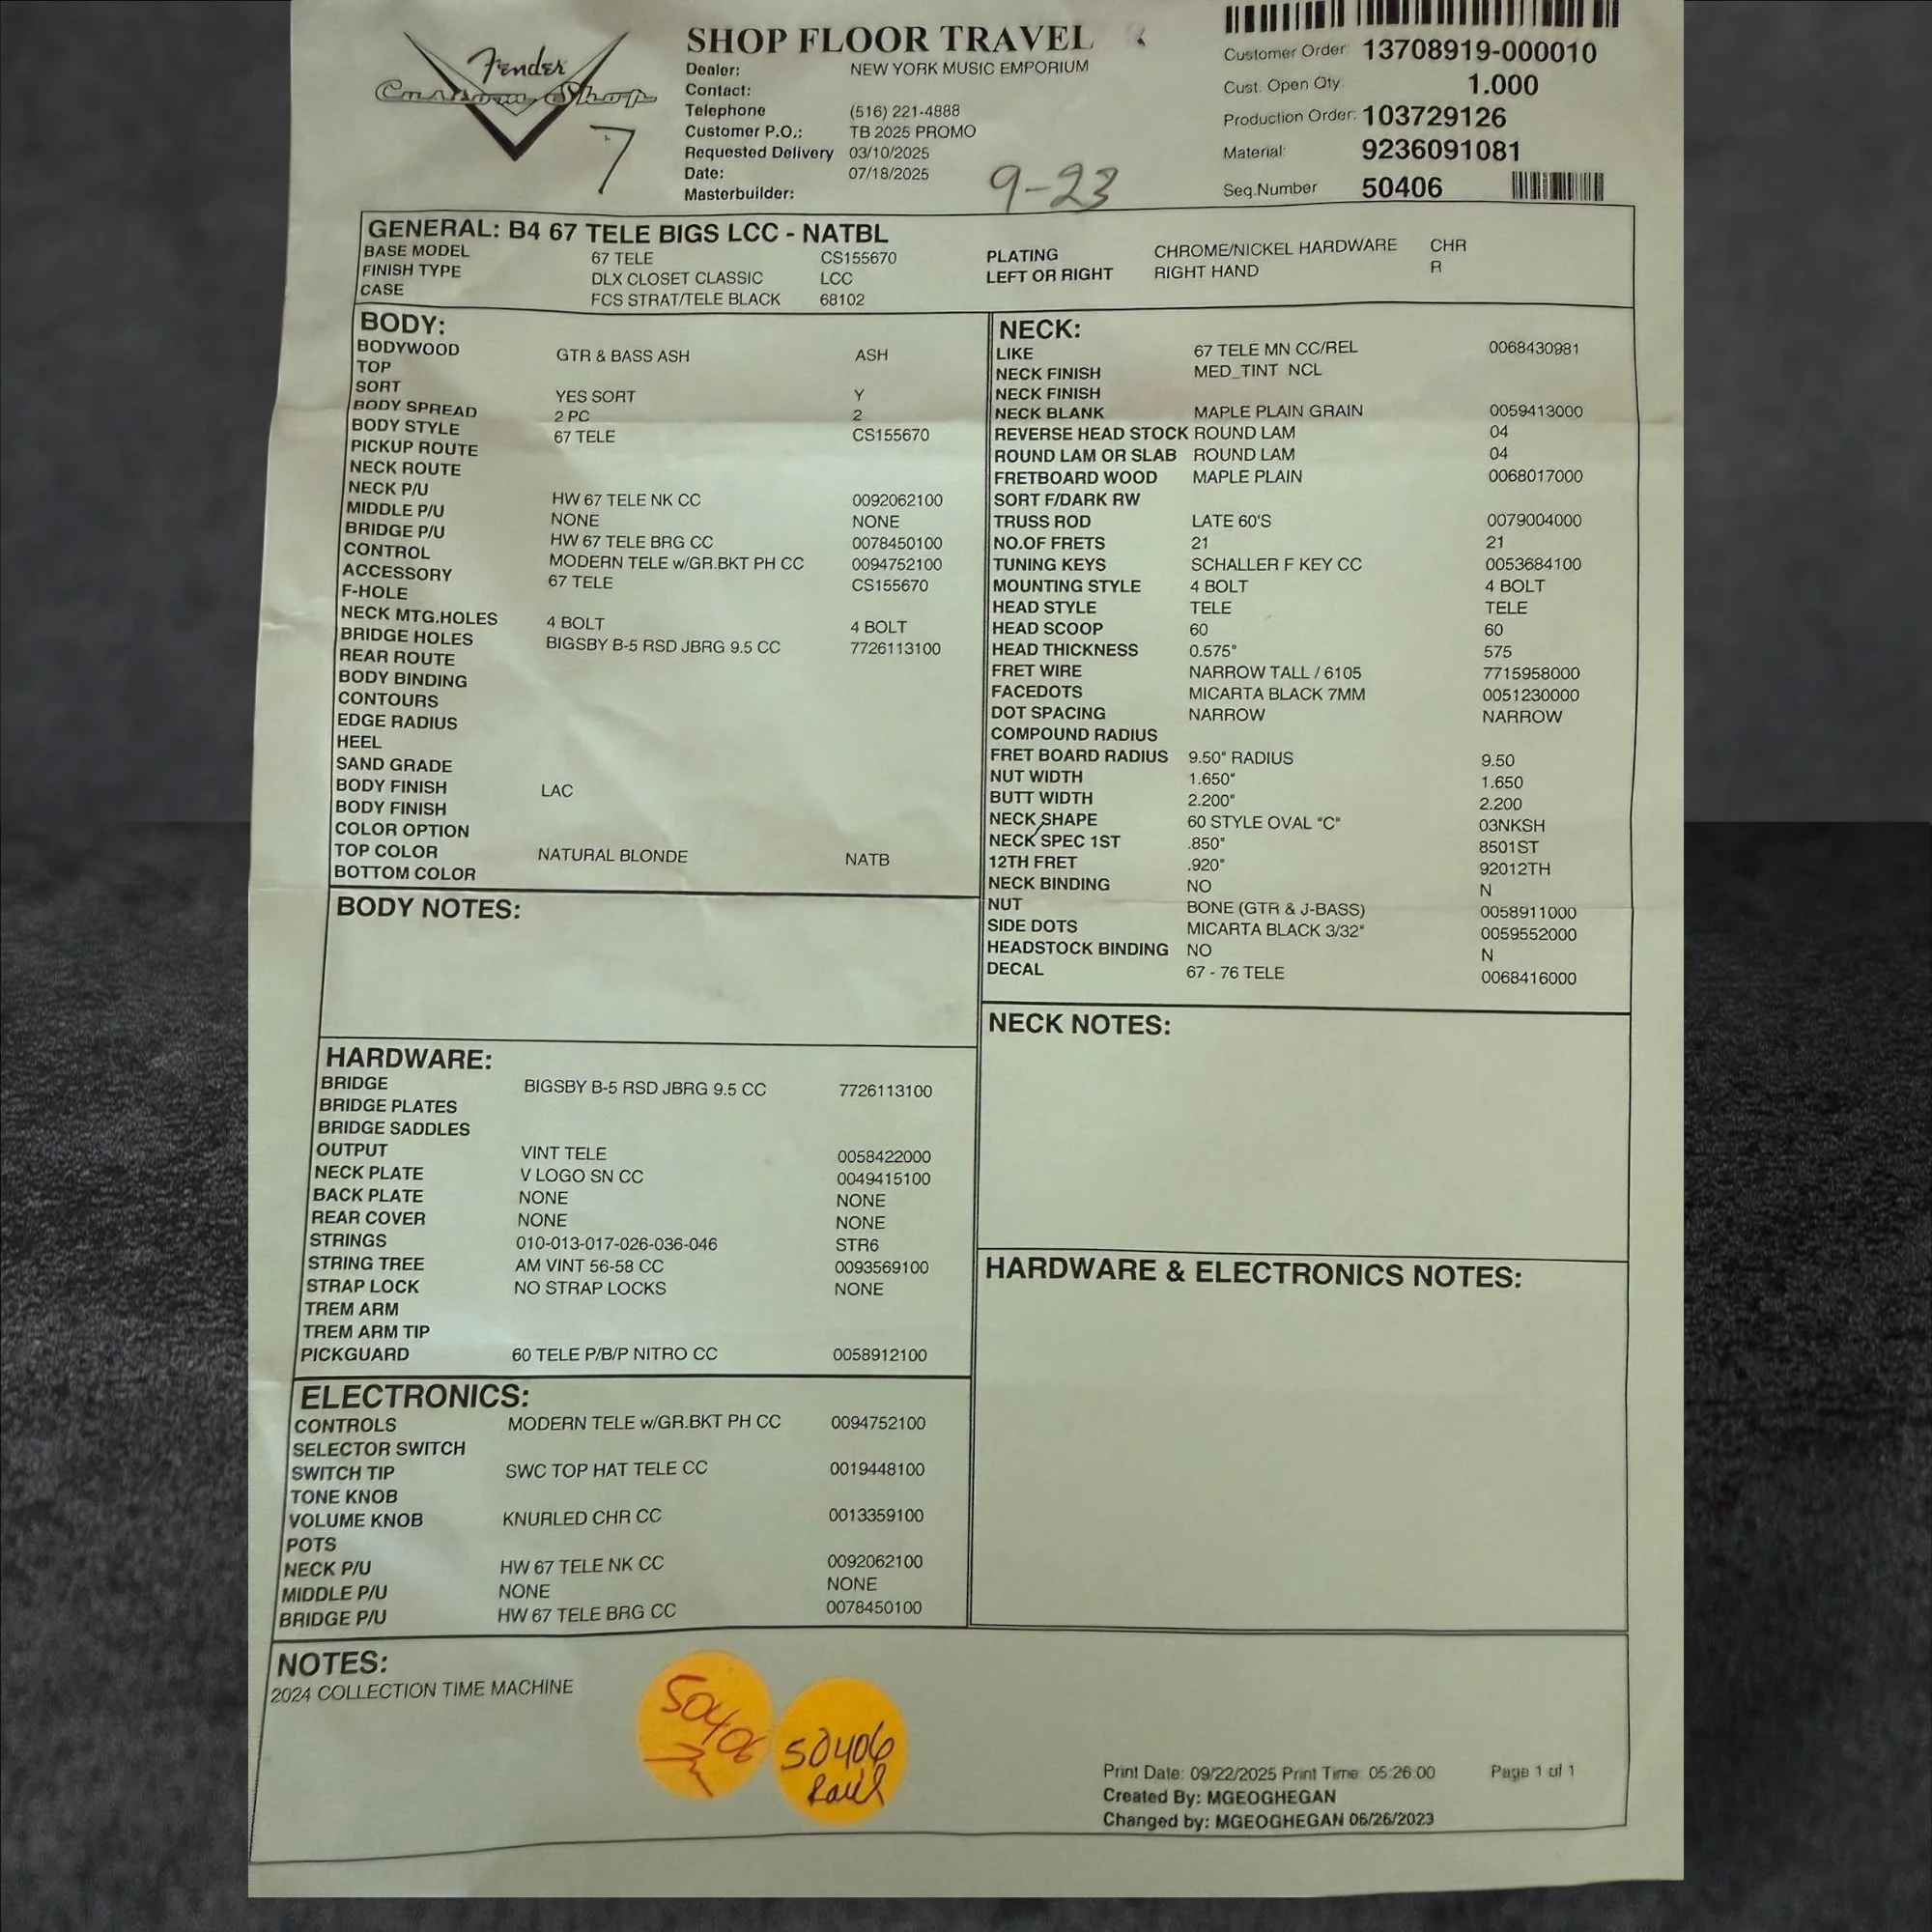 Fender
Custom Shop
7
SHOP FLOOR TRAVEL
Dealer: NEW YORK MUSIC EMPORIUM
Contact:
Telephone (516) 221-4888
Customer P.O.: TB 2025 PROMO
Requested Delivery 03/10/2025
Date: 07/18/2025
Masterbuilder:
9-23
Customer Order 13708919-000010
Cust. Open Qty 1.000
Production Order: 103729126
Material: 9236091081
Seq.Number 50406
GENERAL: B4 67 TELE BIGS LCC - NATBL
BASE MODEL 67 TELE CS155670
FINISH TYPE DLX CLOSET CLASSIC LCC
CASE FCS STRAT/TELE BLACK 68102
PLATING CHROME/NICKEL HARDWARE CHR
LEFT OR RIGHT RIGHT HAND R
BODY:
BODYWOOD GTR & BASS ASH ASH
TOP
SORT YES SORT Y
BODY SPREAD 2 PC 2
BODY STYLE 67 TELE CS155670
PICKUP ROUTE
NECK ROUTE
NECK P/U HW 67 TELE NK CC 0092062100
MIDDLE P/U NONE NONE
BRIDGE P/U HW 67 TELE BRG CC 0078450100
CONTROL MODERN TELE w/GR.BKT PH CC 0094752100
ACCESSORY 67 TELE CS155670
F-HOLE
NECK MTG.HOLES 4 BOLT 4 BOLT
BRIDGE HOLES BIGSBY B-5 RSD JBRG 9.5 CC 7726113100
REAR ROUTE
BODY BINDING
CONTOURS
EDGE RADIUS
HEEL
SAND GRADE
BODY FINISH LAC
BODY FINISH
COLOR OPTION
TOP COLOR NATURAL BLONDE NATB
BOTTOM COLOR
BODY NOTES:
HARDWARE:
BRIDGE BIGSBY B-5 RSD JBRG 9.5 CC 7726113100
BRIDGE PLATES
BRIDGE SADDLES
OUTPUT VINT TELE 0058422000
NECK PLATE V LOGO SN CC 0049415100
BACK PLATE NONE NONE
REAR COVER NONE NONE
STRINGS 010-013-017-026-036-046 STR6
STRING TREE AM VINT 56-58 CC 0093569100
STRAP LOCK NO STRAP LOCKS NONE
TREM ARM
TREM ARM TIP
PICKGUARD 60 TELE P/B/P NITRO CC 0058912100
ELECTRONICS:
CONTROLS MODERN TELE w/GR.BKT PH CC 0094752100
SELECTOR SWITCH
SWITCH TIP SWC TOP HAT TELE CC 0019448100
TONE KNOB
VOLUME KNOB KNURLED CHR CC 0013359100
POTS
NECK P/U HW 67 TELE NK CC 0092062100
MIDDLE P/U NONE NONE
BRIDGE P/U HW 67 TELE BRG CC 0078450100
NECK:
LIKE 67 TELE MN CC/REL 0068430981
NECK FINISH MED_TINT NCL
NECK FINISH
NECK BLANK MAPLE PLAIN GRAIN 0059413000
REVERSE HEAD STOCK ROUND LAM 04
ROUND LAM OR SLAB ROUND LAM 04
FRETBOARD WOOD MAPLE PLAIN 0068017000
SORT F/DARK RW
TRUSS ROD LATE 60'S 0079004000
NO.OF FRETS 21 21
TUNING KEYS SCHALLER F KEY CC 0053684100
MOUNTING STYLE 4 BOLT 4 BOLT
HEAD STYLE TELE TELE
HEAD SCOOP 60 60
HEAD THICKNESS 0.575" 575
FRET WIRE NARROW TALL / 6105 7715958000
FACEDOTS MICARTA BLACK 7MM 0051230000
DOT SPACING NARROW NARROW
COMPOUND RADIUS
FRET BOARD RADIUS 9.50" RADIUS 9.50
NUT WIDTH 1.650" 1.650
BUTT WIDTH 2.200" 2.200
NECK SHAPE 60 STYLE OVAL "C" 03NKSH
NECK SPEC 1ST .850" 8501ST
12TH FRET .920" 92012TH
NECK BINDING NO N
NUT BONE (GTR & J-BASS) 0058911000
SIDE DOTS MICARTA BLACK 3/32" 0059552000
HEADSTOCK BINDING NO N
DECAL 67 - 76 TELE 0068416000
NECK NOTES:
HARDWARE & ELECTRONICS NOTES:
NOTES:
2024 COLLECTION TIME MACHINE
50406
50406
Raúl
Print Date: 09/22/2025 Print Time: 05:26:00 Page 1 of 1
Created By: MGEOGHEGAN
Changed by: MGEOGHEGAN 06/26/2023